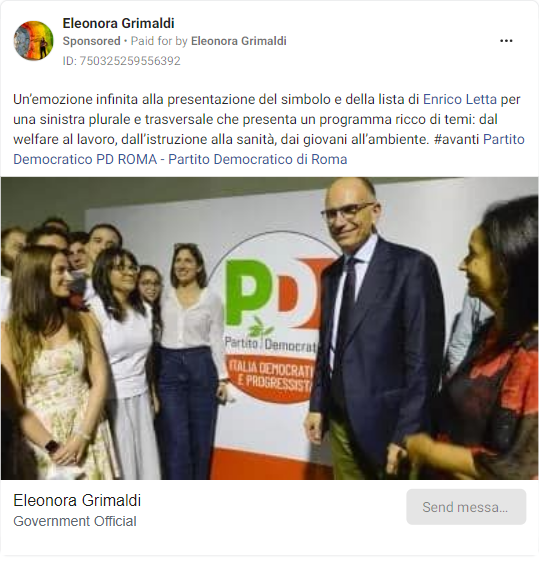 Eleonora Grimaldi
Sponsored • Paid for by Eleonora Grimaldi
ID: 750325259556392
Un'emozione infinita alla presentazione del simbolo e della lista di Enrico Letta per
una sinistra plurale e trasversale che presenta un programma ricco di temi: dal
welfare al lavoro, dall'istruzione alla sanità, dai giovani all'ambiente. #avanti Partito
Democratico PD ROMA - Partito Democratico di Roma
PD
Partito Democrat
ITALIA DEMOCRATI
E PROGRESSISTA
Eleonora Grimaldi
Government Official
Send messa...